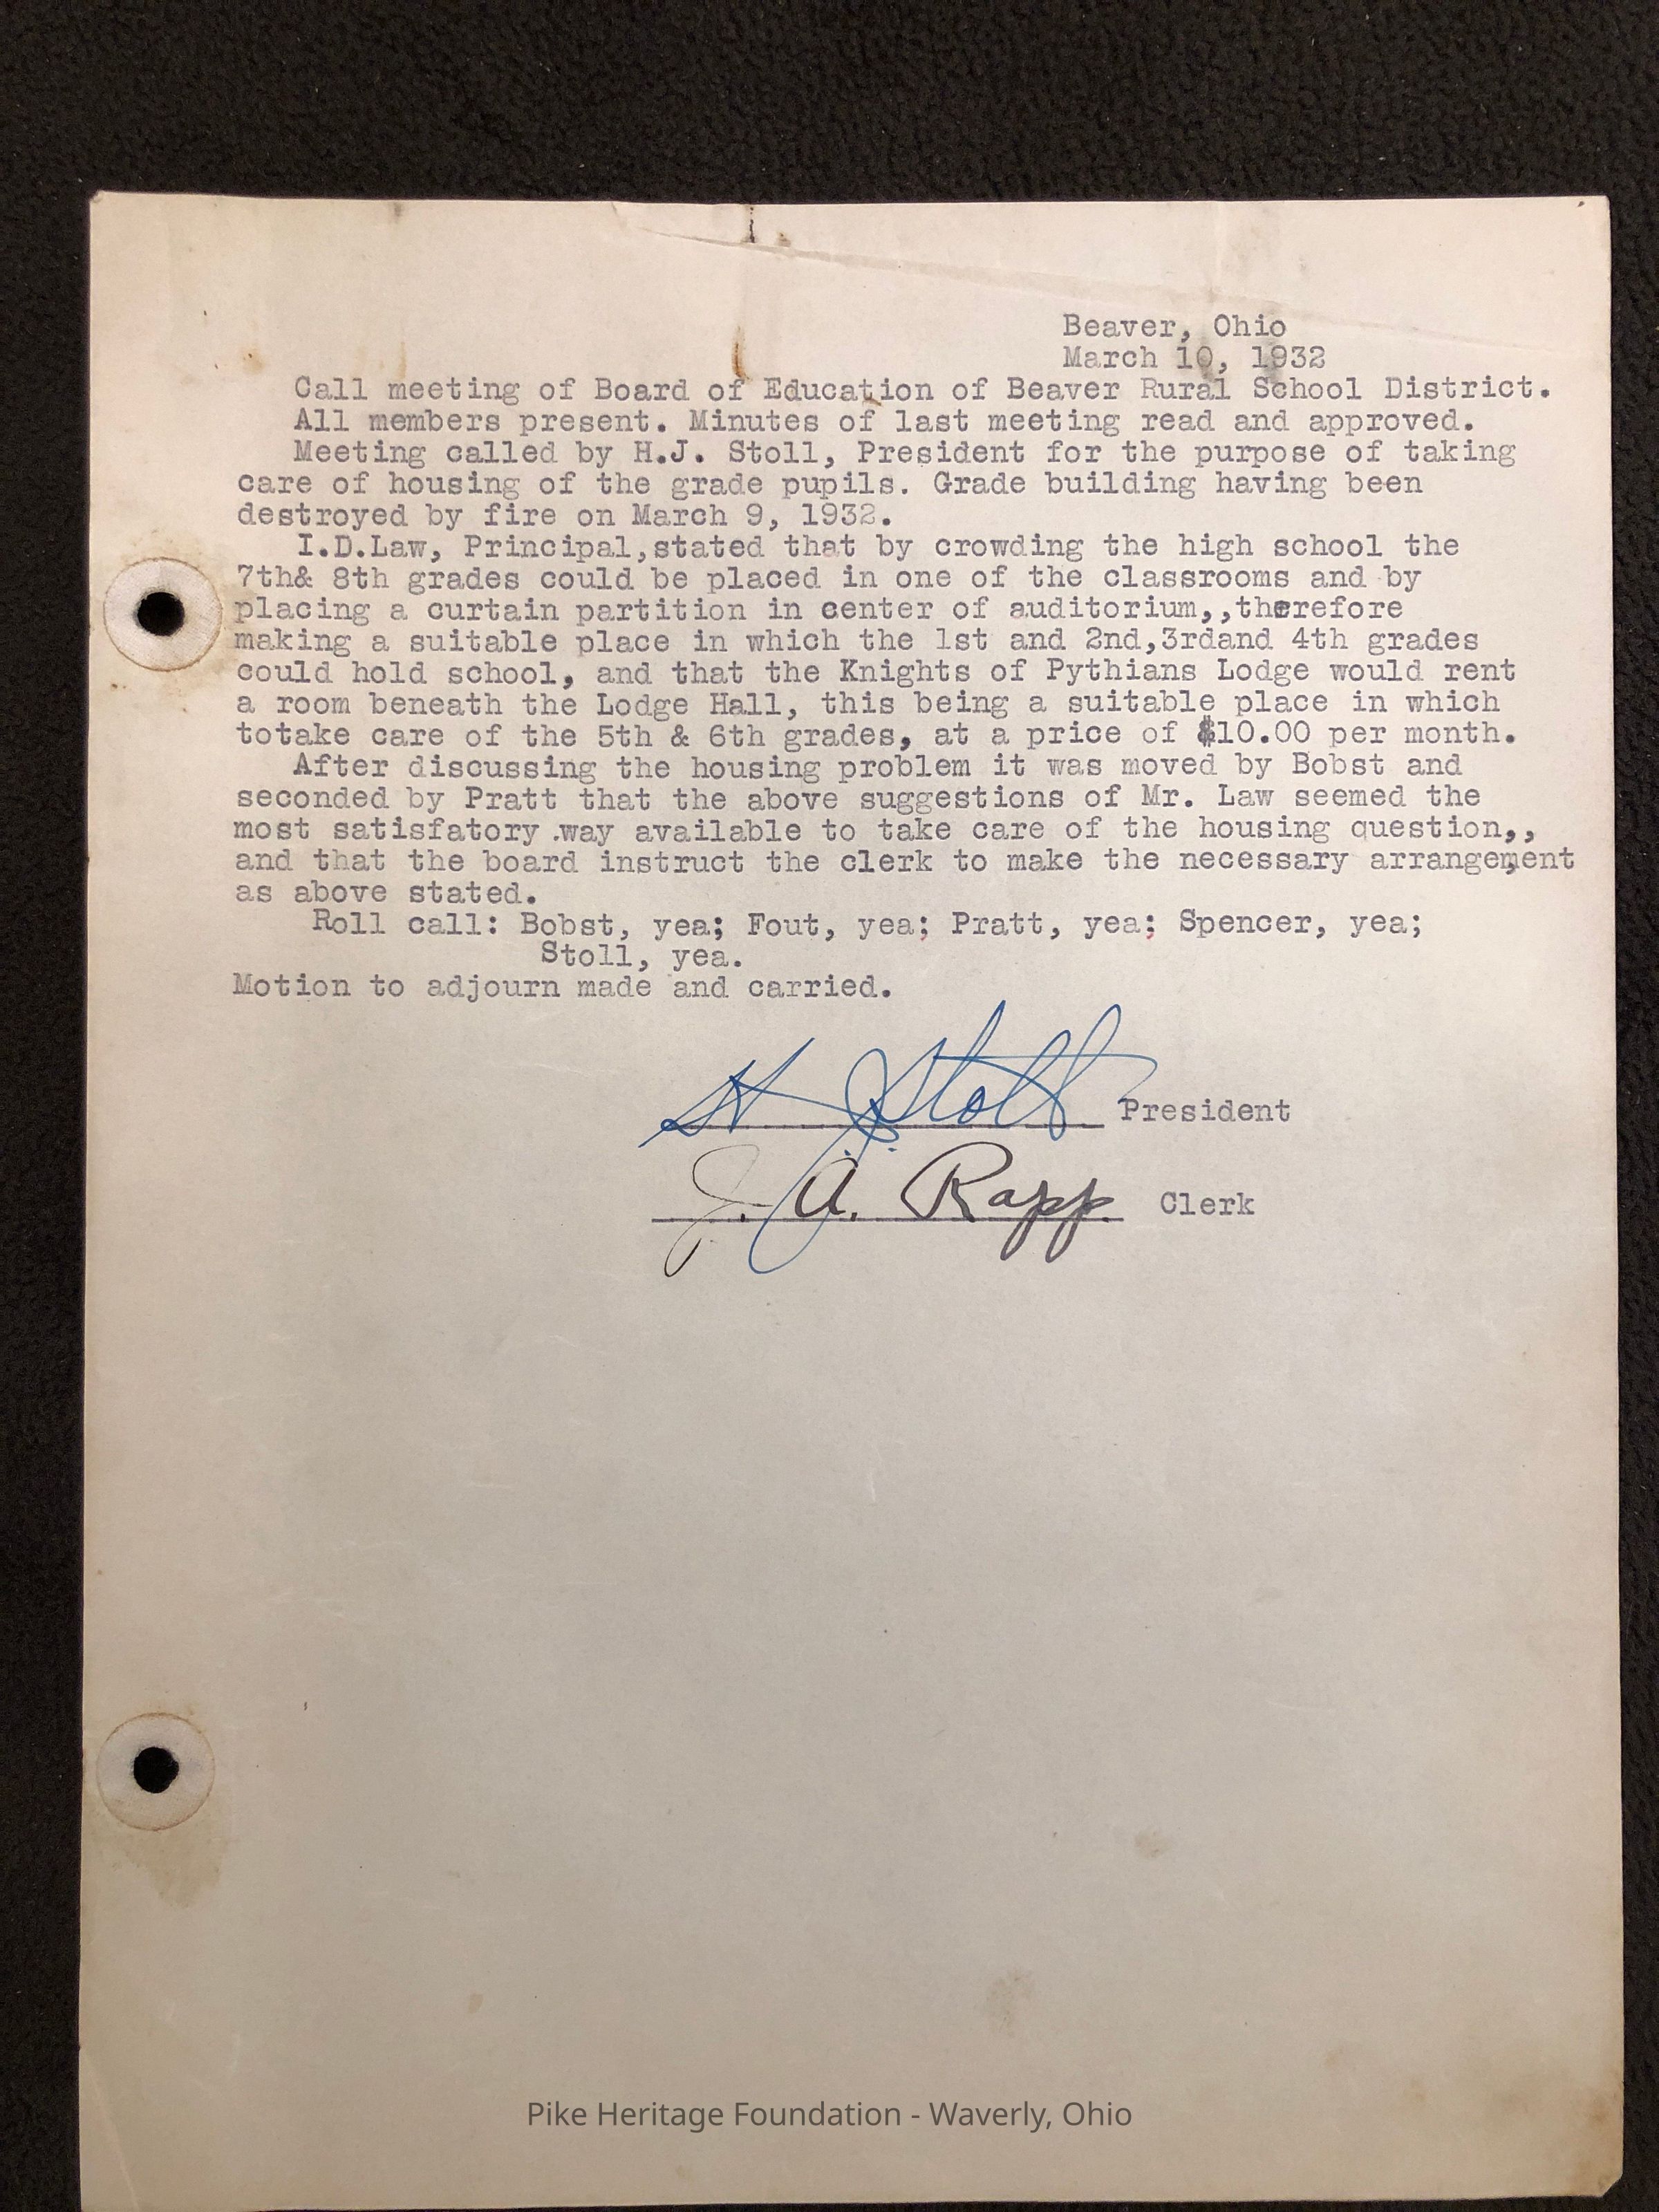 Beaver, Ohio
March 10, 1932
Call meeting of Board of Education of Beaver Rural School District.
All members present. Minutes of last meeting read and approved.
Meeting called by H.J. Stoll, President for the purpose of taking
care of housing of the grade pupils. Grade building having been
destroyed by fire on March 9, 1932.
I.D.Law, Principal,stated that by crowding the high school the
7th& 8th grades could be placed in one of the classrooms and by
placing a curtain partition in center of auditorium,,therefore
making a suitable place in which the 1st and 2nd,3rdand 4th grades
could hold school, and that the Knights of Pythians Lodge would rent
a room beneath the Lodge Hall, this being a suitable place in which
totake care of the 5th & 6th grades, at a price of $10.00 per month.
After discussing the housing problem it was moved by Bobst and
seconded by Pratt that the above suggestions of Mr. Law seemed the
most satisfatory .way available to take care of the housing question,,
and that the board instruct the clerk to make the necessary arrangement
as above stated.
Roll call: Bobst, yea; Fout, yea; Pratt, yea; Spencer, yea;
Stoll, yea.
Motion to adjourn made and carried.
H J Stoll President
J. A. Rapp. Clerk
Pike Heritage Foundation - Waverly, Ohio